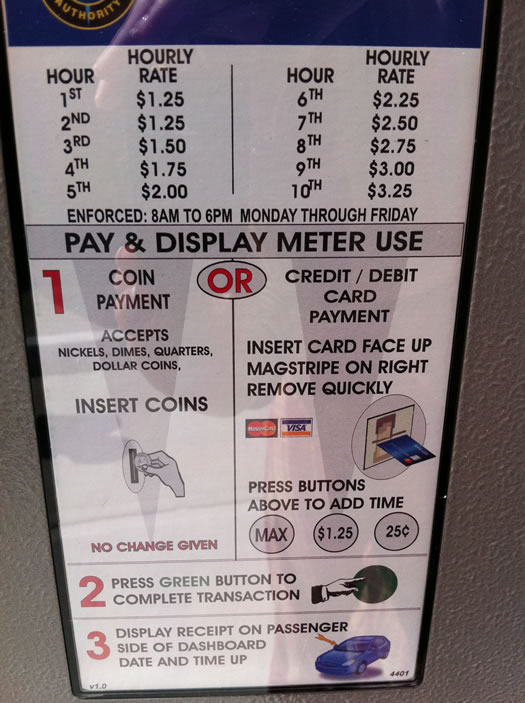 AUTHORITY
HOUR HOURLY RATE
1ST $1.25
2ND $1.25
3RD $1.50
4TH $1.75
5TH $2.00
HOUR HOURLY RATE
6TH $2.25
7TH $2.50
8TH $2.75
9TH $3.00
10TH $3.25
ENFORCED: 8AM TO 6PM MONDAY THROUGH FRIDAY
PAY & DISPLAY METER USE
1
COIN
PAYMENT
ACCEPTS
NICKELS, DIMES, QUARTERS,
DOLLAR COINS,
INSERT COINS
NO CHANGE GIVEN
OR
CREDIT / DEBIT
CARD
PAYMENT
INSERT CARD FACE UP
MAGSTRIPE ON RIGHT
REMOVE QUICKLY
MasterCard VISA
PRESS BUTTONS
ABOVE TO ADD TIME
MAX $1.25 25¢
2 PRESS GREEN BUTTON TO
COMPLETE TRANSACTION
3 DISPLAY RECEIPT ON PASSENGER
SIDE OF DASHBOARD
DATE AND TIME UP
v1.0
4401